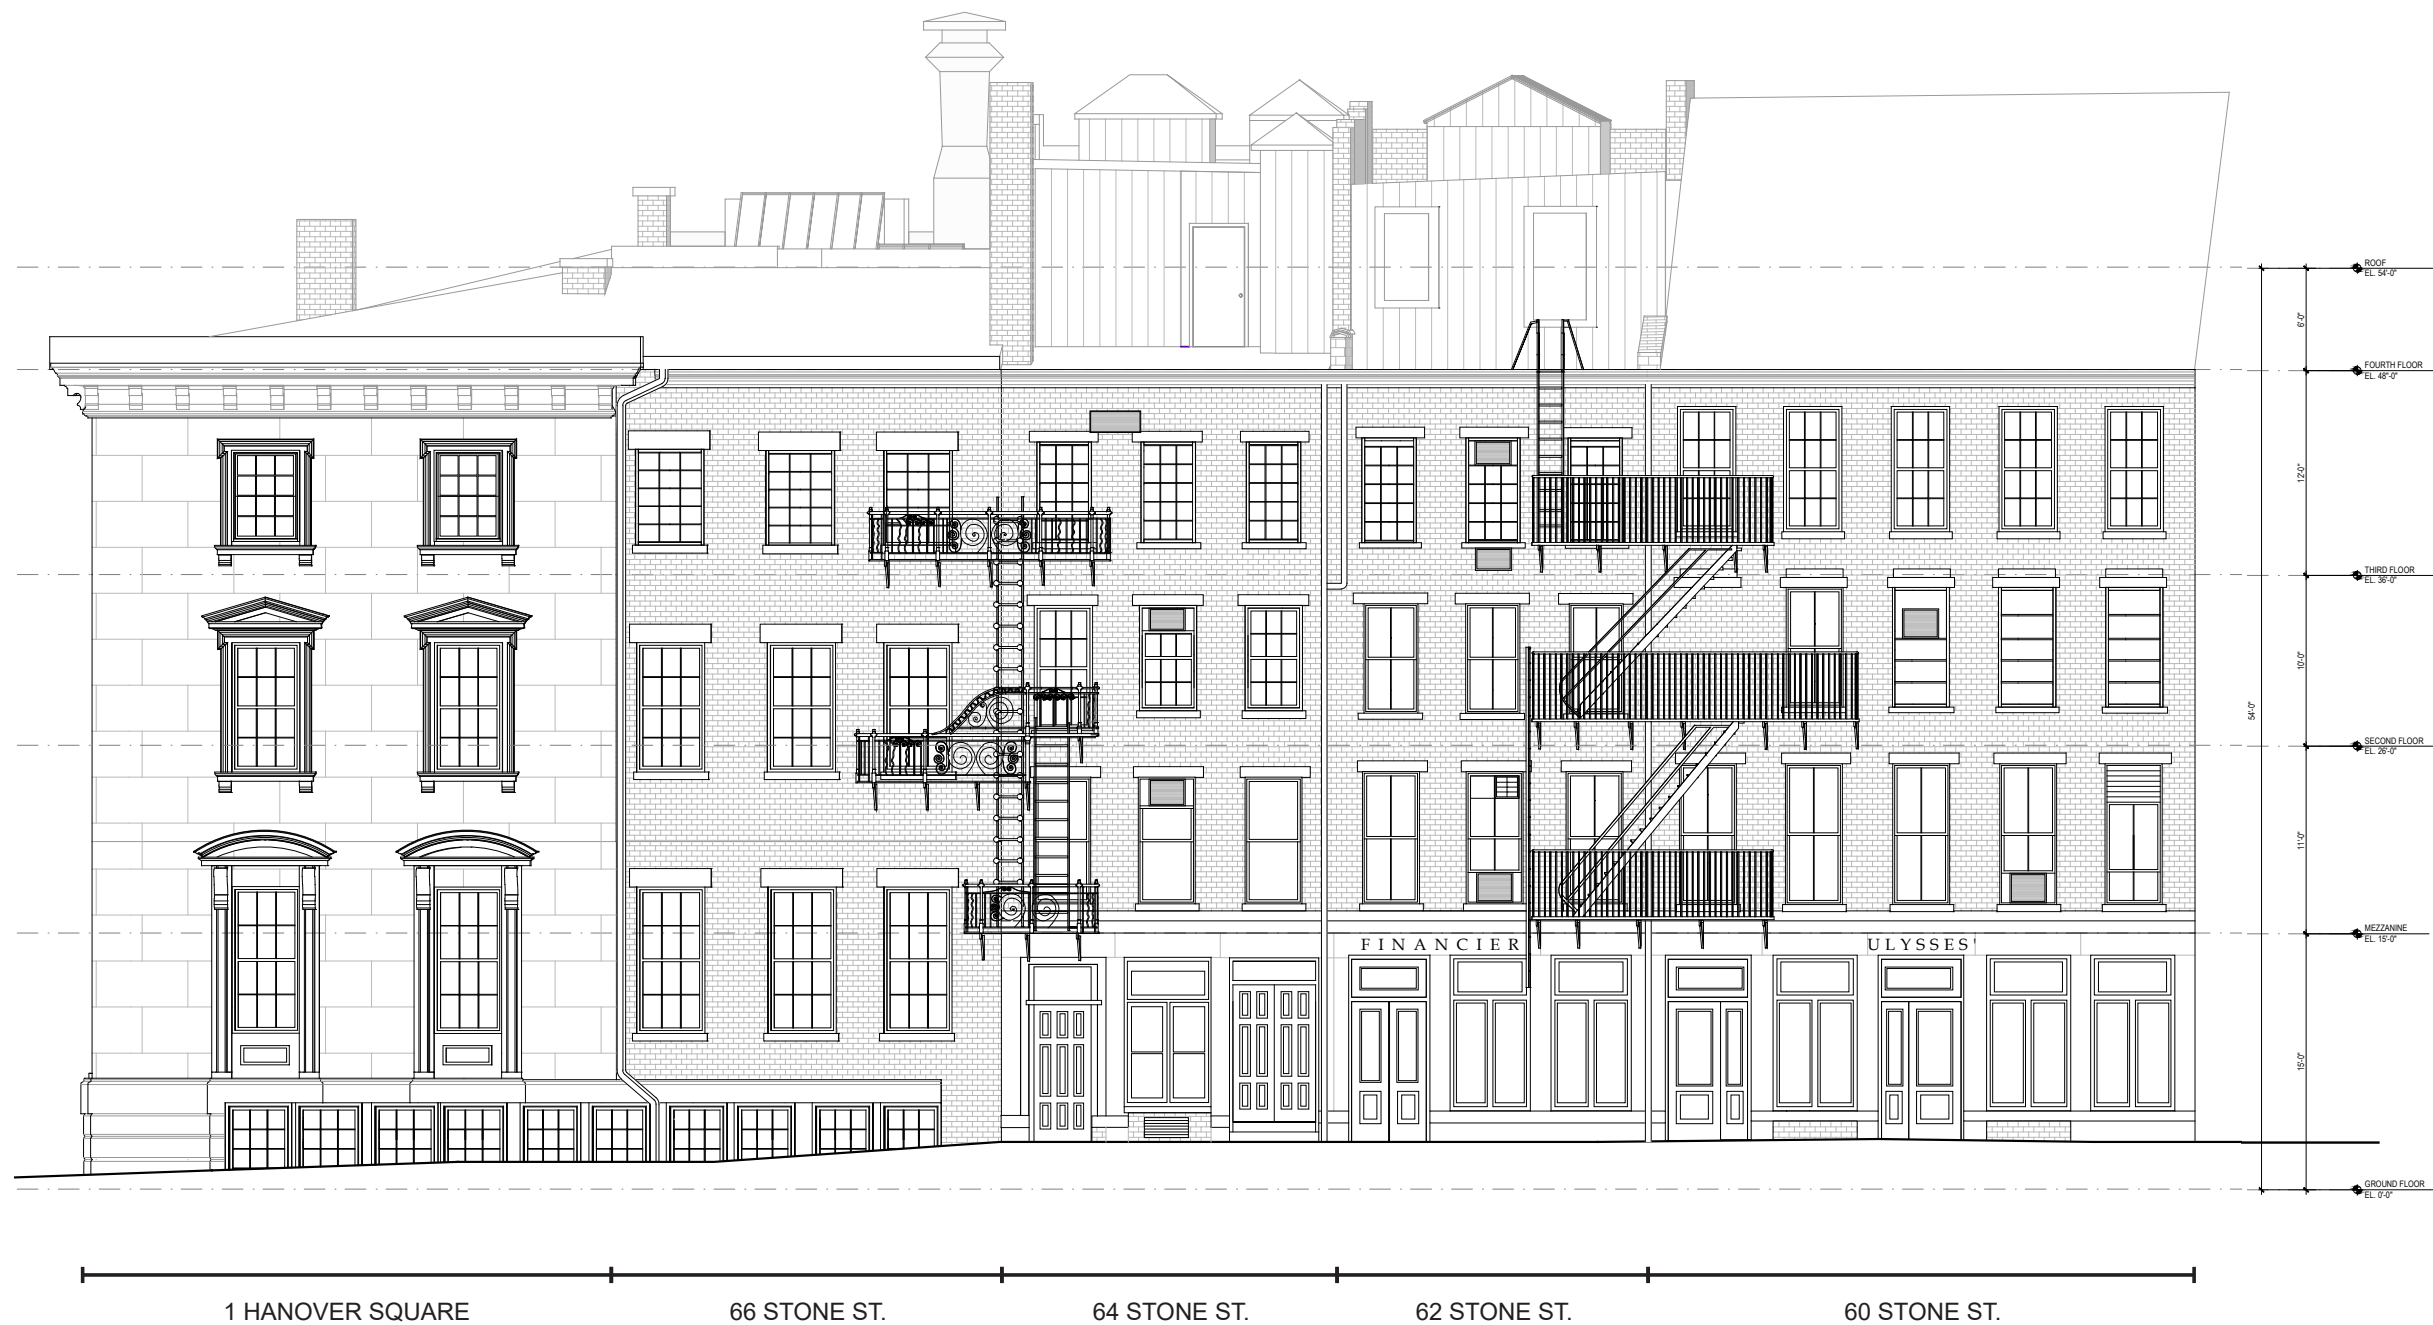 ROOF
EL. 54'-0"
6'-0"
FOURTH FLOOR
EL. 48'-0"
12'-0"
THIRD FLOOR
EL. 36'-0"
10'-0"
54'-0"
SECOND FLOOR
EL. 26'-0"
11'-0"
FINANCIER
ULYSSES'
MEZZANINE
EL. 15'-0"
15'-0"
GROUND FLOOR
EL. 0'-0"
1 HANOVER SQUARE
66 STONE ST.
64 STONE ST.
62 STONE ST.
60 STONE ST.